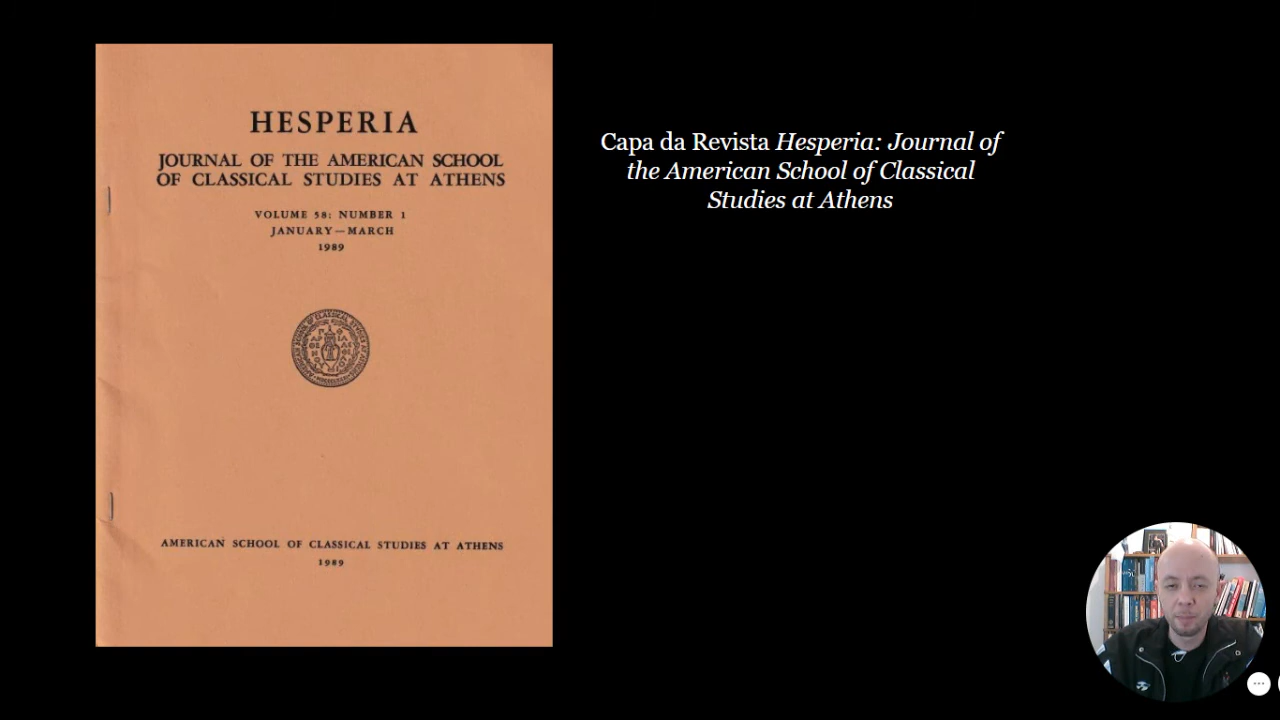 HESPERIA
JOURNAL OF THE AMERICAN SCHOOL
OF CLASSICAL STUDIES AT ATHENS
VOLUME 58: NUMBER 1
JANUARY—MARCH
1989
AMERICAN SCHOOL OF CLASSICAL STUDIES AT ATHENS
1989
Capa da Revista Hesperia: Journal of
the American School of Classical
Studies at Athens